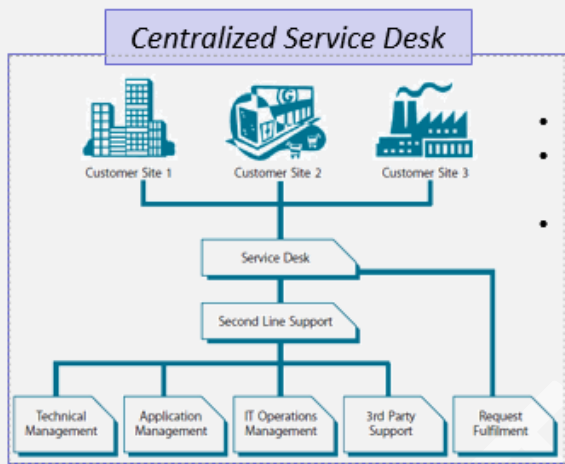 Centralized Service Desk
G
Customer Site 1
Customer Site 2
Customer Site 3
Service Desk
Second Line Support
Technical
Management
Application
Management
IT Operations
Management
3rd Party
Support
Request
Fulfilment